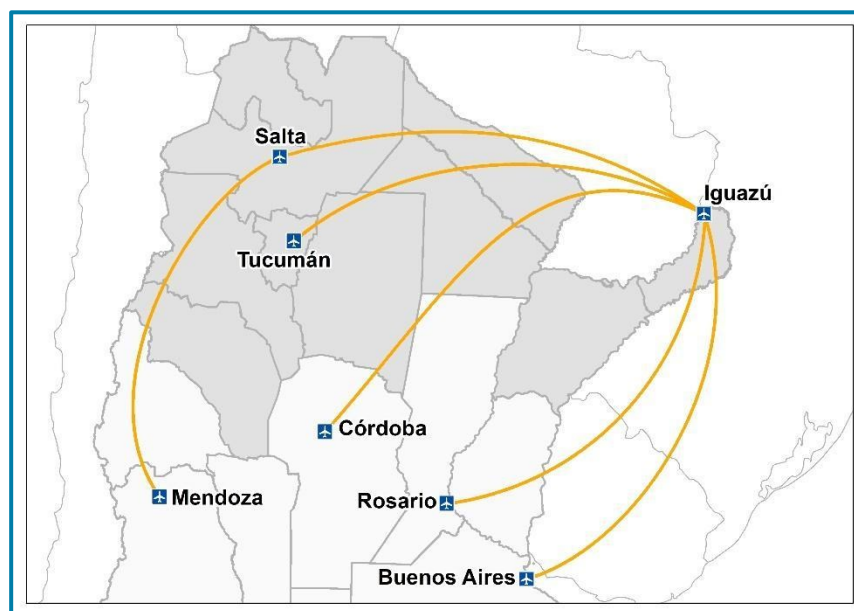 Salta
Iguazú
Tucumán
Córdoba
Mendoza
Rosario
Buenos Aires